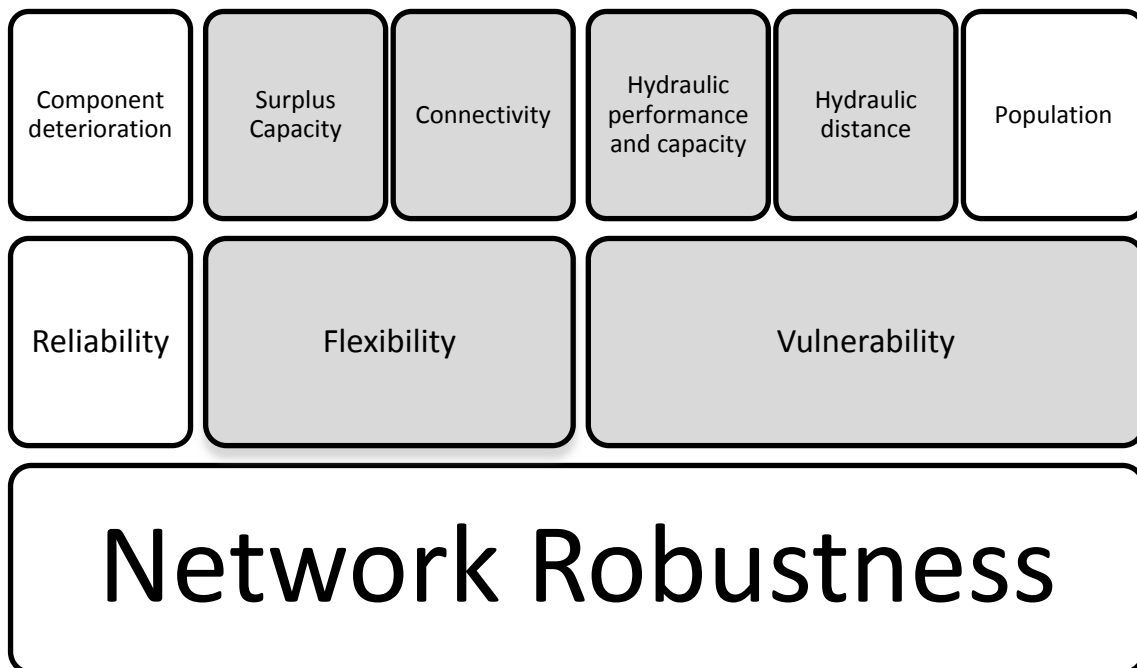 Component
deterioration
Surplus
Capacity
Connectivity
Hydraulic
performance
and capacity
Hydraulic
distance
Population
Reliability
Flexibility
Vulnerability
Network Robustness